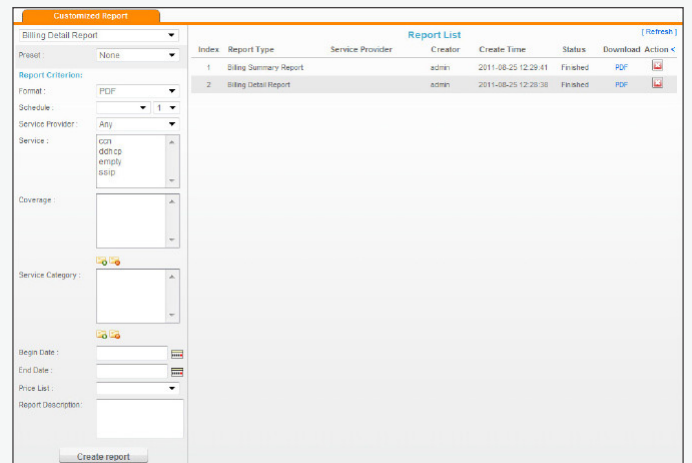 Customized Report
Billing Detail Report
Preset : None
Report Criterion:
Format : PDF
Schedule : 1
Service Provider : Any
Service : ccn
ddhcp
empty
ssip
Coverage :
Service Category :
Begin Date :
End Date :
Price List :
Report Description:
Create report
Report List
[ Refresh ]
Index Report Type Service Provider Creator Create Time Status Download Action <
1 Billing Summary Report admin 2011-08-25 12:29:41 Finished PDF
2 Billing Detail Report admin 2011-08-25 12:28:38 Finished PDF